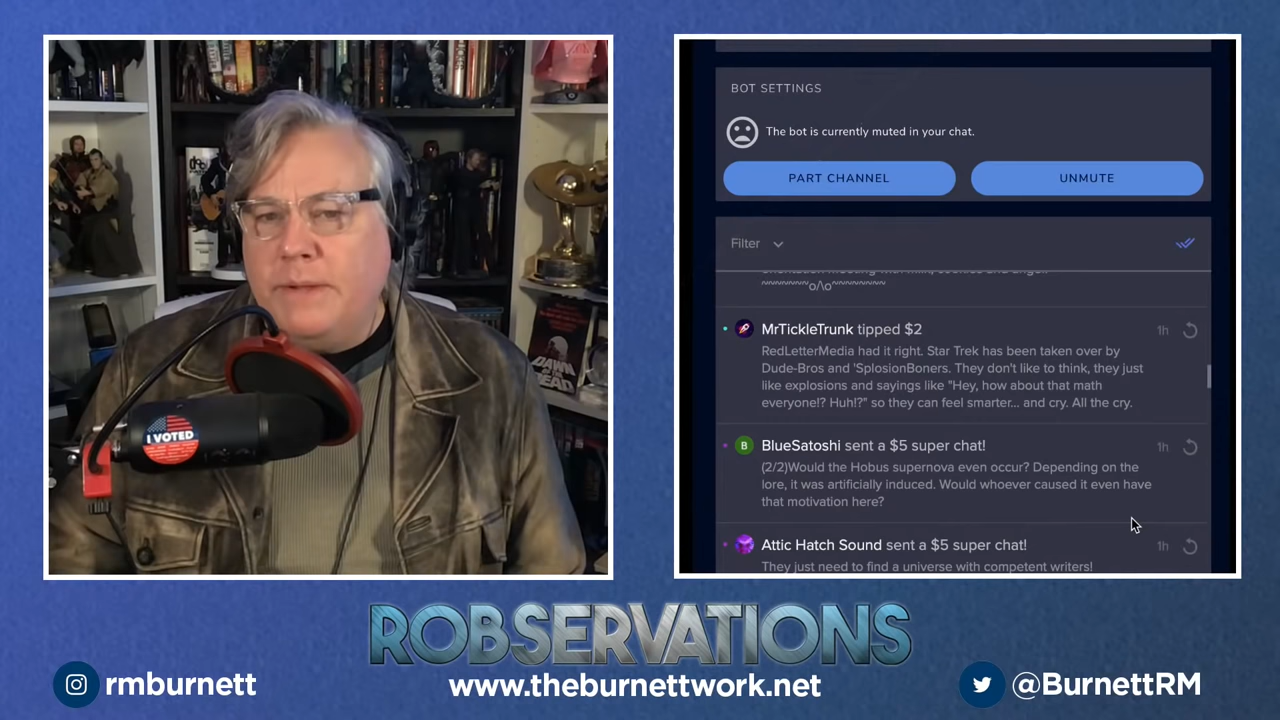 I VOTED
DAWN
OF THE
DEAD
BOT SETTINGS
The bot is currently muted in your chat.
PART CHANNEL
UNMUTE
Filter
~~~~~~~o/\o~~~~~~~~
MrTickleTrunk tipped $2
1h
RedLetterMedia had it right. Star Trek has been taken over by
Dude-Bros and 'SplosionBoners. They don't like to think, they just
like explosions and sayings like "Hey, how about that math
everyone!? Huh!?" so they can feel smarter... and cry. All the cry.
B
BlueSatoshi sent a $5 super chat!
1h
(2/2)Would the Hobus supernova even occur? Depending on the
lore, it was artificially induced. Would whoever caused it even have
that motivation here?
Attic Hatch Sound sent a $5 super chat!
1h
They just need to find a universe with competent writers!
ROBSERVATIONS
rmburnett
www.theburnettwork.net
@BurnettRM